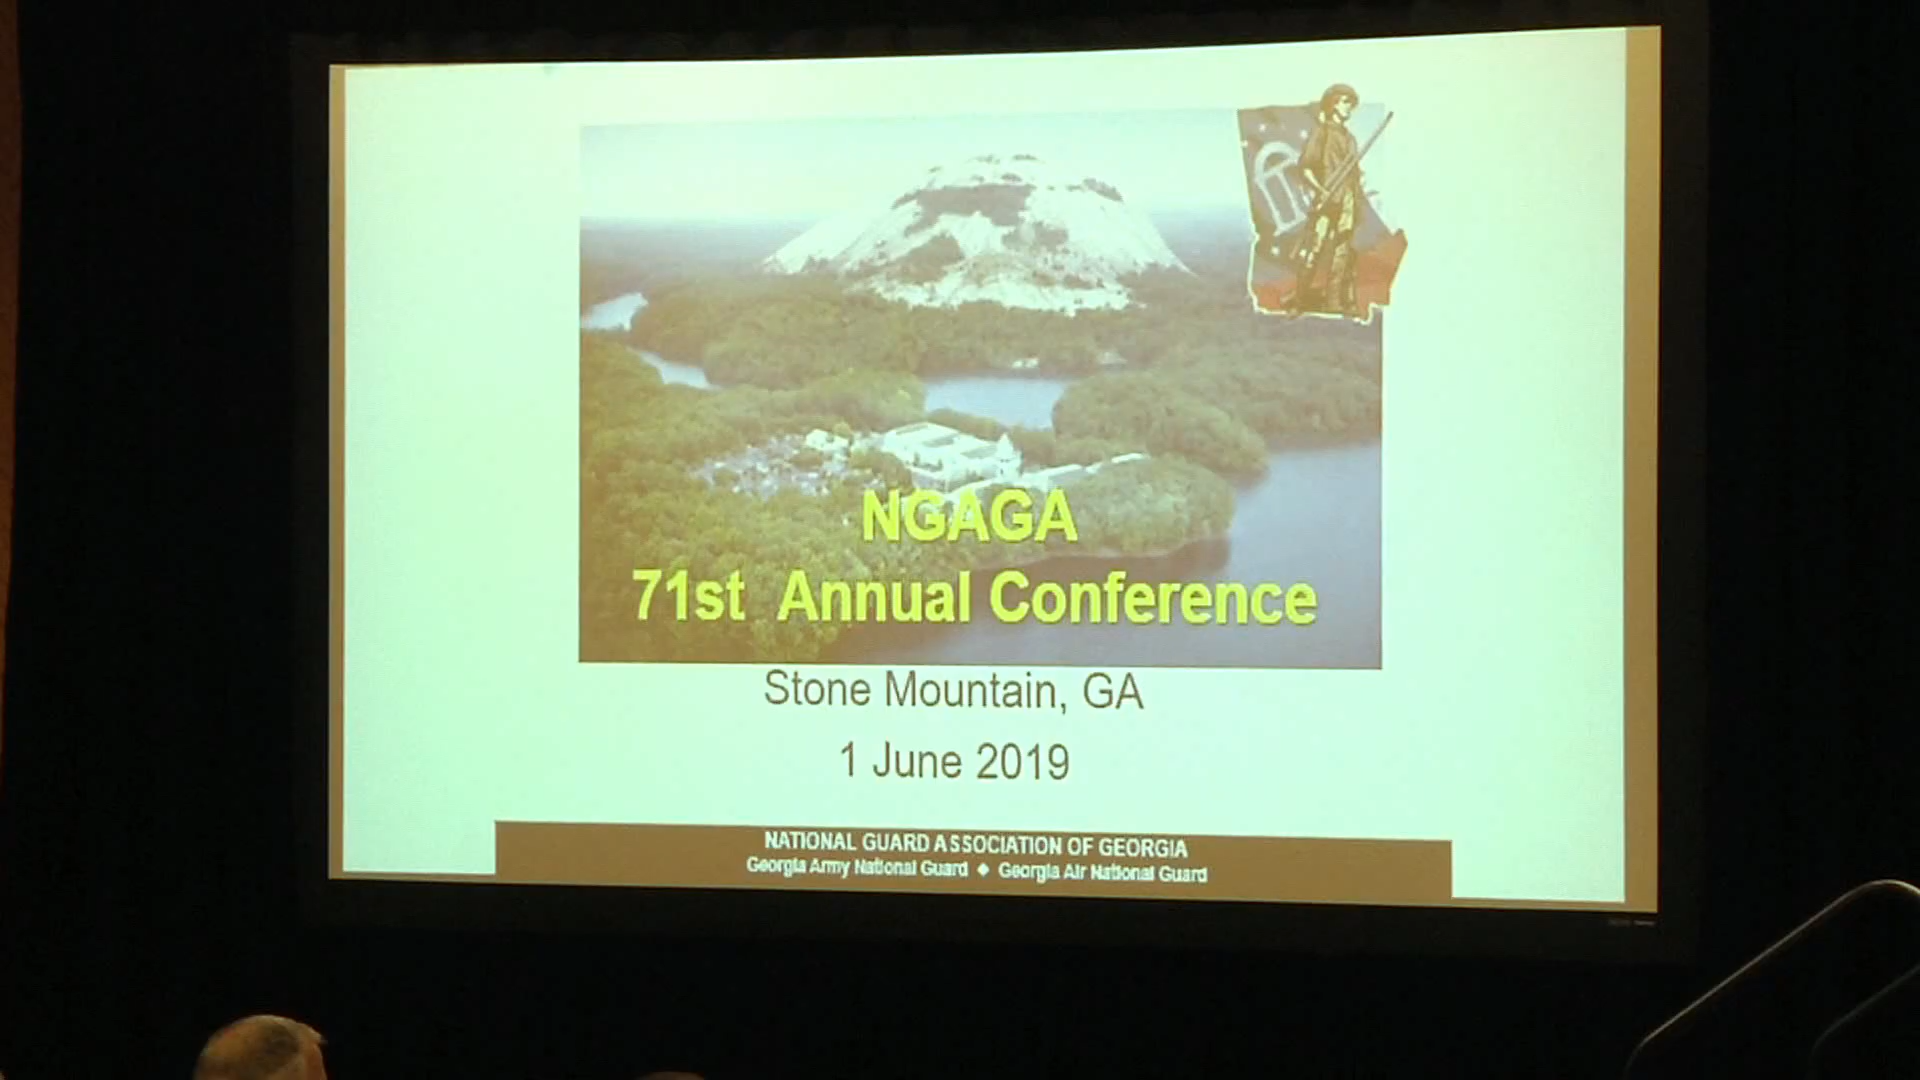 NGAGA
71st Annual Conference
Stone Mountain, GA
1 June 2019
NATIONAL GUARD ASSOCIATION OF GEORGIA
Georgia Army National Guard ◆ Georgia Air National Guard